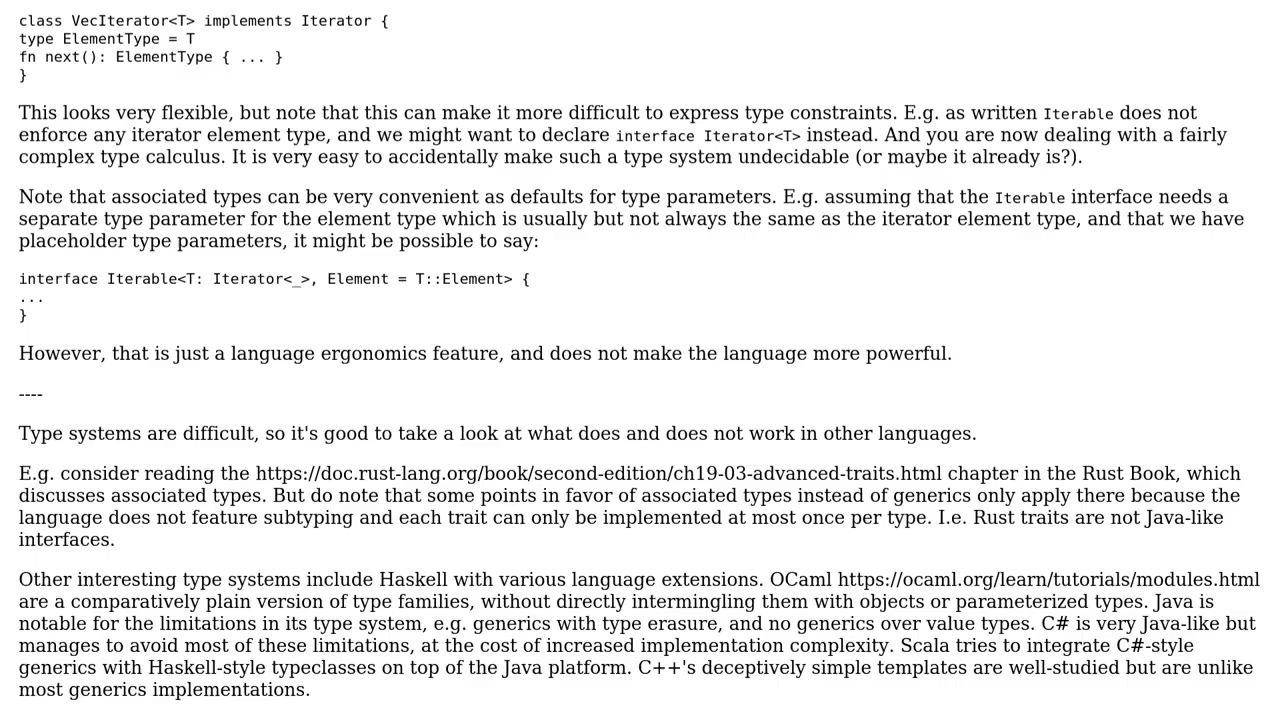 class VecIterator<T> implements Iterator {
type ElementType = T
fn next(): ElementType { ... }
}
This looks very flexible, but note that this can make it more difficult to express type constraints. E.g. as written Iterable does not
enforce any iterator element type, and we might want to declare interface Iterator<T> instead. And you are now dealing with a fairly
complex type calculus. It is very easy to accidentally make such a type system undecidable (or maybe it already is?).
Note that associated types can be very convenient as defaults for type parameters. E.g. assuming that the Iterable interface needs a
separate type parameter for the element type which is usually but not always the same as the iterator element type, and that we have
placeholder type parameters, it might be possible to say:
interface Iterable<T: Iterator<_>, Element = T::Element> {
...
}
However, that is just a language ergonomics feature, and does not make the language more powerful.
----
Type systems are difficult, so it's good to take a look at what does and does not work in other languages.
E.g. consider reading the https://doc.rust-lang.org/book/second-edition/ch19-03-advanced-traits.html chapter in the Rust Book, which
discusses associated types. But do note that some points in favor of associated types instead of generics only apply there because the
language does not feature subtyping and each trait can only be implemented at most once per type. I.e. Rust traits are not Java-like
interfaces.
Other interesting type systems include Haskell with various language extensions. OCaml https://ocaml.org/learn/tutorials/modules.html
are a comparatively plain version of type families, without directly intermingling them with objects or parameterized types. Java is
notable for the limitations in its type system, e.g. generics with type erasure, and no generics over value types. C# is very Java-like but
manages to avoid most of these limitations, at the cost of increased implementation complexity. Scala tries to integrate C#-style
generics with Haskell-style typeclasses on top of the Java platform. C++'s deceptively simple templates are well-studied but are unlike
most generics implementations.